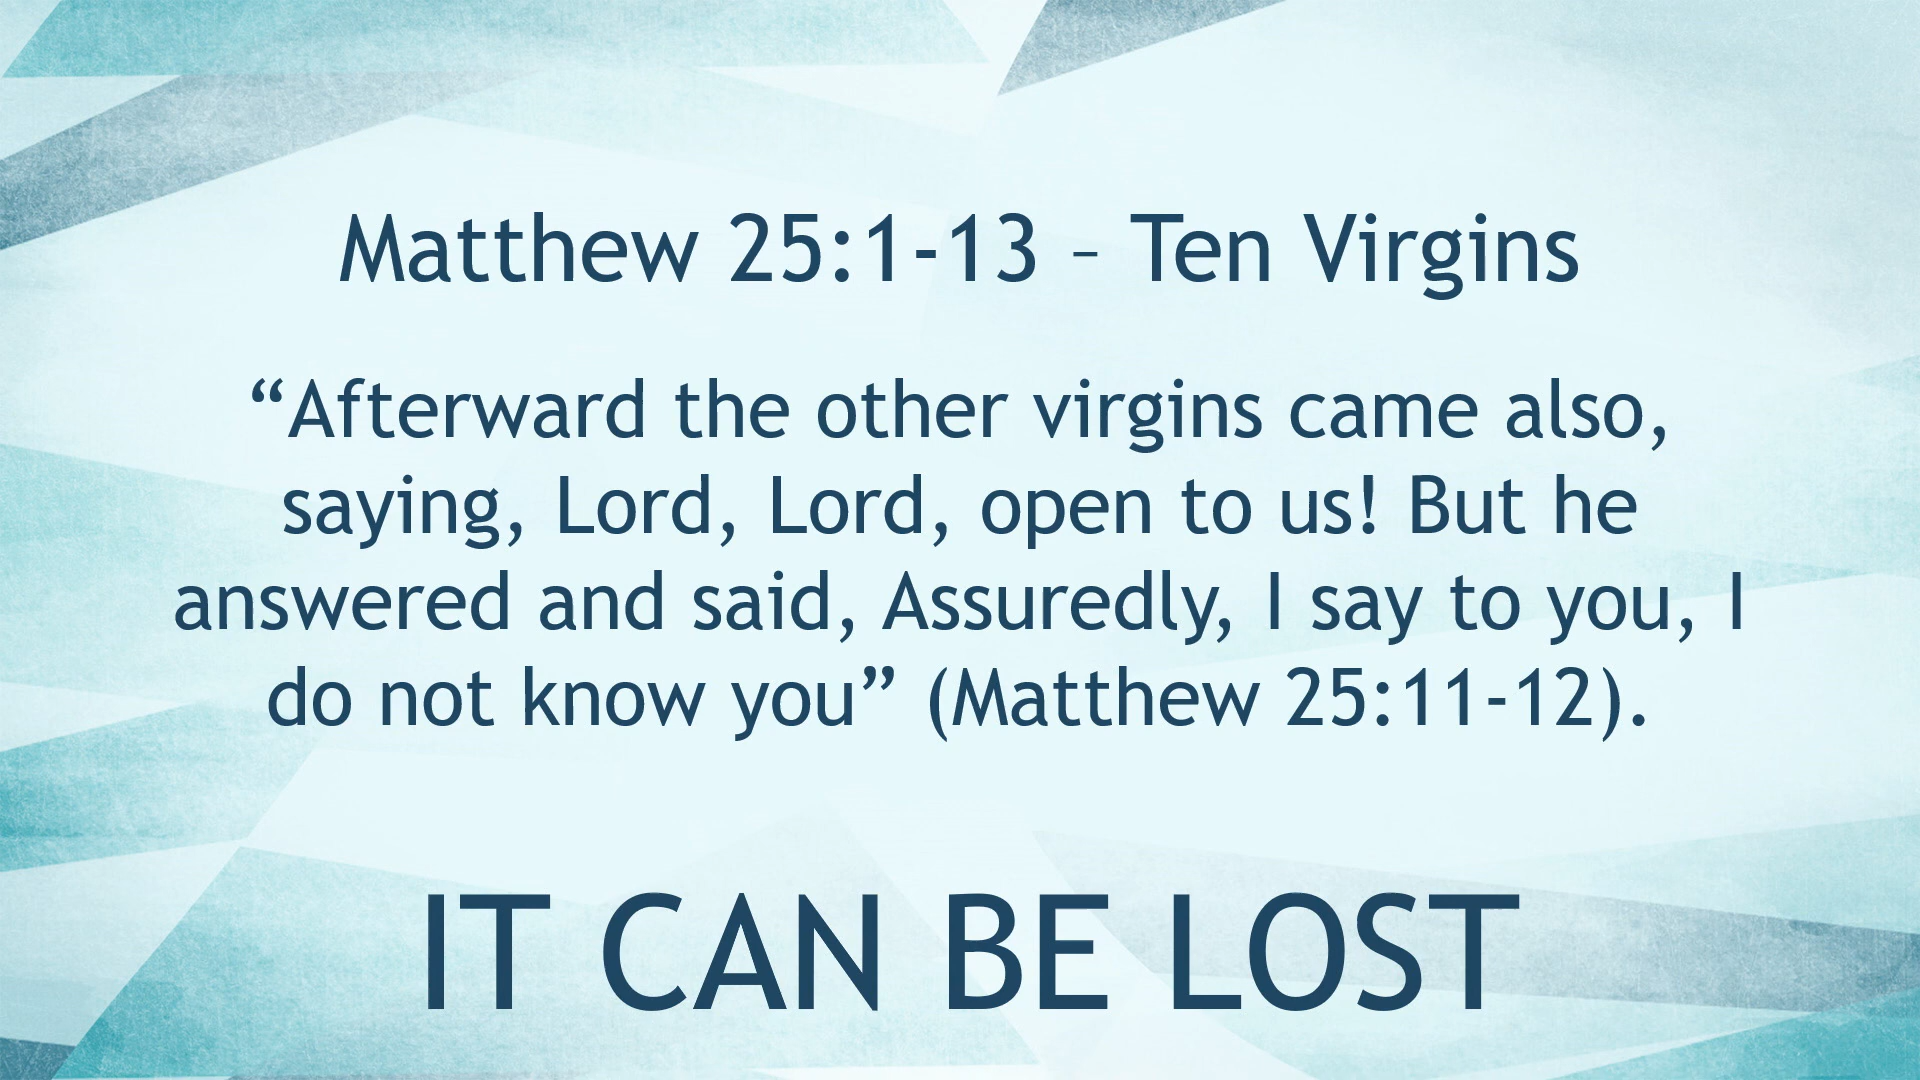 Matthew 25:1-13 – Ten Virgins
“Afterward the other virgins came also,
saying, Lord, Lord, open to us! But he
answered and said, Assuredly, I say to you, I
do not know you” (Matthew 25:11-12).
IT CAN BE LOST